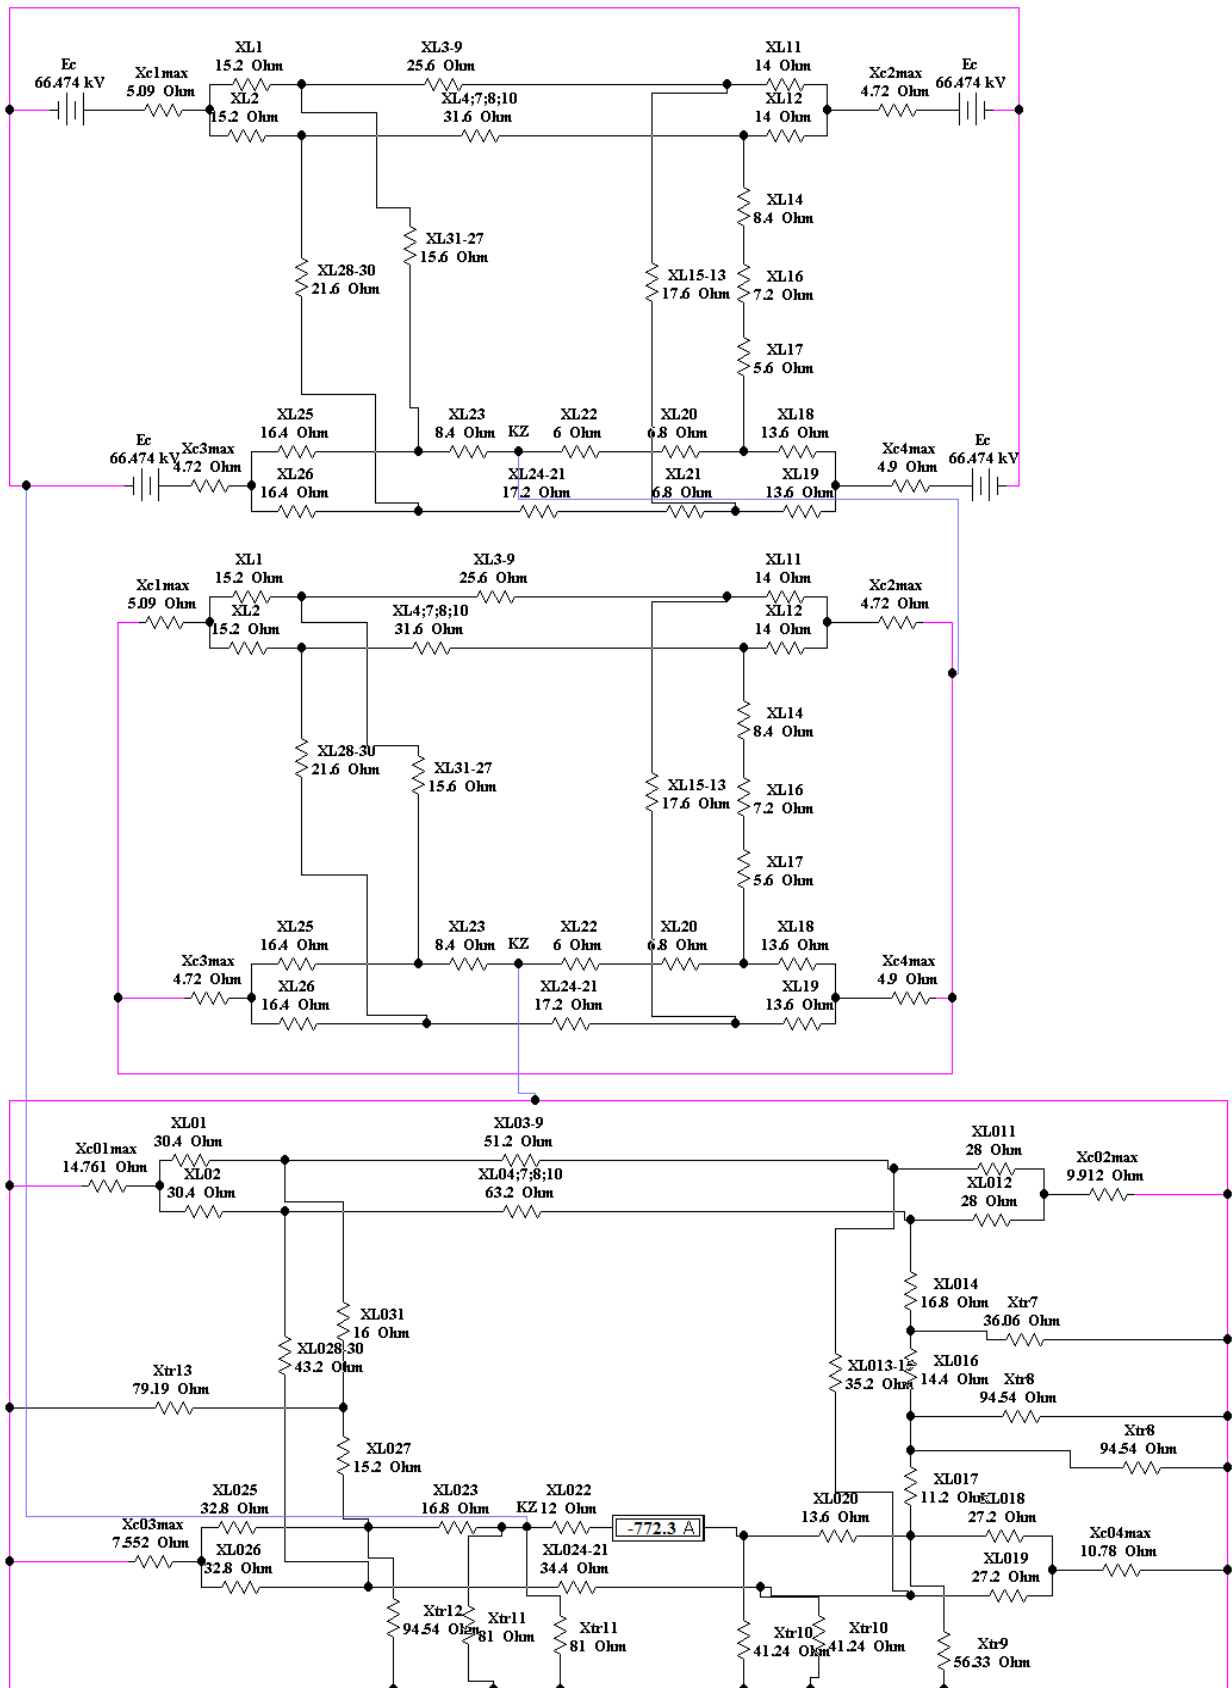 XL1
15.2 Ohm
XL3-9
25.6 Ohm
XL11
14 Ohm
Ec
66.474 kV
Xc1max
5.09 Ohm
XL2
15.2 Ohm
XL4;7;8;10
31.6 Ohm
XL12
14 Ohm
Xc2max
4.72 Ohm
Ec
66.474 kV
XL14
8.4 Ohm
XL31-27
15.6 Ohm
XL28-30
21.6 Ohm
XL15-13
17.6 Ohm
XL16
7.2 Ohm
XL17
5.6 Ohm
XL25
16.4 Ohm
XL23
8.4 Ohm
KZ
XL22
6 Ohm
XL20
6.8 Ohm
XL18
13.6 Ohm
Ec
66.474 kV
Xc3max
4.72 Ohm
XL26
16.4 Ohm
XL24-21
17.2 Ohm
XL21
6.8 Ohm
XL19
13.6 Ohm
Xc4max
4.9 Ohm
Ec
66.474 kV
XL1
15.2 Ohm
XL3-9
25.6 Ohm
XL11
14 Ohm
Xc1max
5.09 Ohm
XL2
15.2 Ohm
XL4;7;8;10
31.6 Ohm
XL12
14 Ohm
Xc2max
4.72 Ohm
XL14
8.4 Ohm
XL28-30
21.6 Ohm
XL31-27
15.6 Ohm
XL15-13
17.6 Ohm
XL16
7.2 Ohm
XL17
5.6 Ohm
XL25
16.4 Ohm
XL23
8.4 Ohm
KZ
XL22
6 Ohm
XL20
6.8 Ohm
XL18
13.6 Ohm
Xc3max
4.72 Ohm
XL26
16.4 Ohm
XL24-21
17.2 Ohm
XL19
13.6 Ohm
Xc4max
4.9 Ohm
XL01
30.4 Ohm
XL03-9
51.2 Ohm
XL011
28 Ohm
Xc01max
14.761 Ohm
XL02
30.4 Ohm
XL04;7;8;10
63.2 Ohm
XL012
28 Ohm
Xc02max
9.912 Ohm
XL014
16.8 Ohm
Xtr7
36.06 Ohm
XL031
16 Ohm
XL028-30
43.2 Ohm
XL013-15
35.2 Ohm
XL016
14.4 Ohm
Xtr8
94.54 Ohm
Xtr13
79.19 Ohm
Xtr8
94.54 Ohm
XL027
15.2 Ohm
XL017
11.2 Ohm
XL025
32.8 Ohm
XL023
16.8 Ohm
KZ
XL022
12 Ohm
-772.3 A
XL020
13.6 Ohm
XL018
27.2 Ohm
Xc03max
7.552 Ohm
XL026
32.8 Ohm
XL024-21
34.4 Ohm
XL019
27.2 Ohm
Xc04max
10.78 Ohm
Xtr12
94.54 Ohm
Xtr11
81 Ohm
Xtr11
81 Ohm
Xtr10
41.24 Ohm
Xtr10
41.24 Ohm
Xtr9
56.33 Ohm